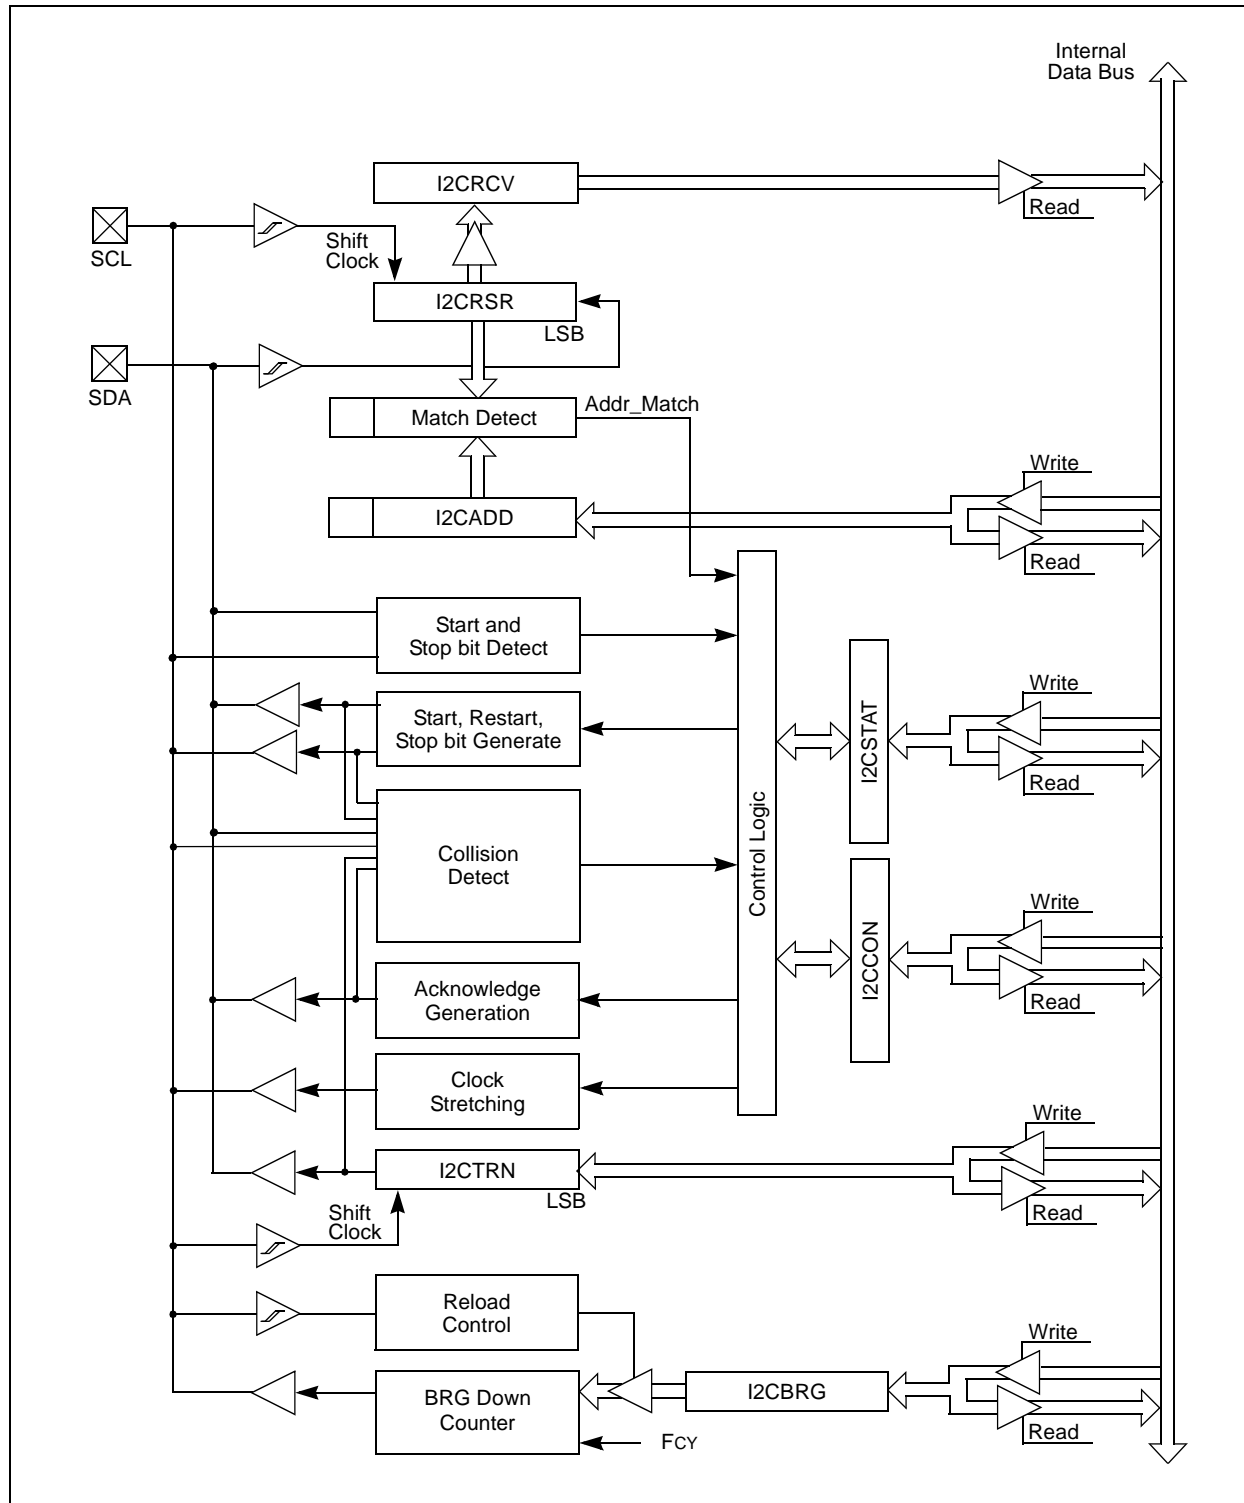 Internal
Data Bus
I2CRCV
Read
SCL
Shift
Clock
I2CRSR
LSB
SDA
Match Detect
Addr_Match
Write
I2CADD
Read
Start and
Stop bit Detect
Write
Start, Restart,
Stop bit Generate
I2CSTAT
Read
Control Logic
Collision
Detect
Write
I2CCON
Acknowledge
Generation
Read
Clock
Stretching
Write
I2CTRN
LSB
Shift
Clock
Read
Reload
Control
Write
BRG Down
Counter
I2CBRG
FCY
Read